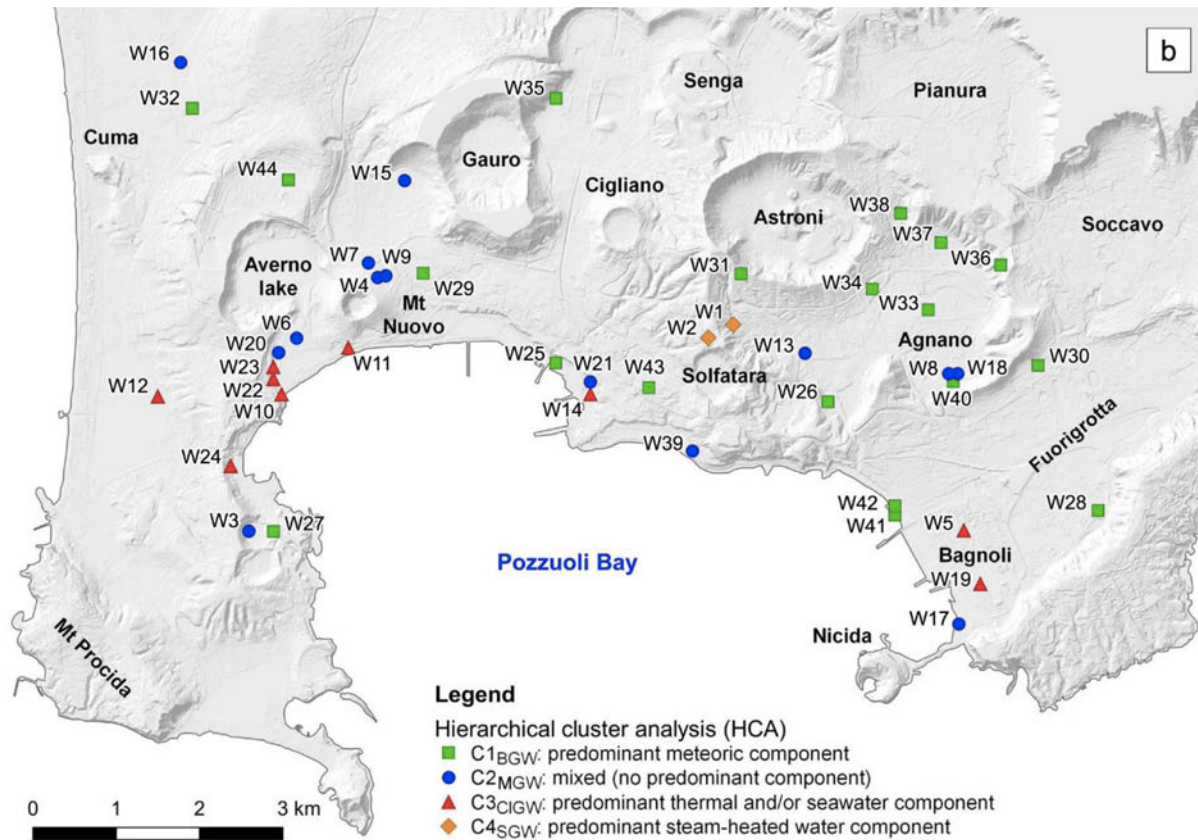 b
W16
W32
Cuma
W35
Senga
Pianura
W44
W15
Gauro
Cigliano
Astroni
W38
W37
Soccavo
W36
W7
W9
W4
W29
Averno
lake
Mt
Nuovo
W31
W34
W33
W1
W2
W6
W20
W23
W22
W10
W11
W12
W25
W21
W14
W43
Solfatara
W13
W26
Agnano
W8
W18
W40
W30
W24
W39
Fuorigrotta
W3
W27
W42
W41
W5
W28
Bagnoli
Pozzuoli Bay
W19
W17
Nicida
Mt Procida
Legend
Hierarchical cluster analysis (HCA)
C1BGW: predominant meteoric component
C2MGW: mixed (no predominant component)
C3ClGW: predominant thermal and/or seawater component
C4SGW: predominant steam-heated water component
0 1 2 3 km